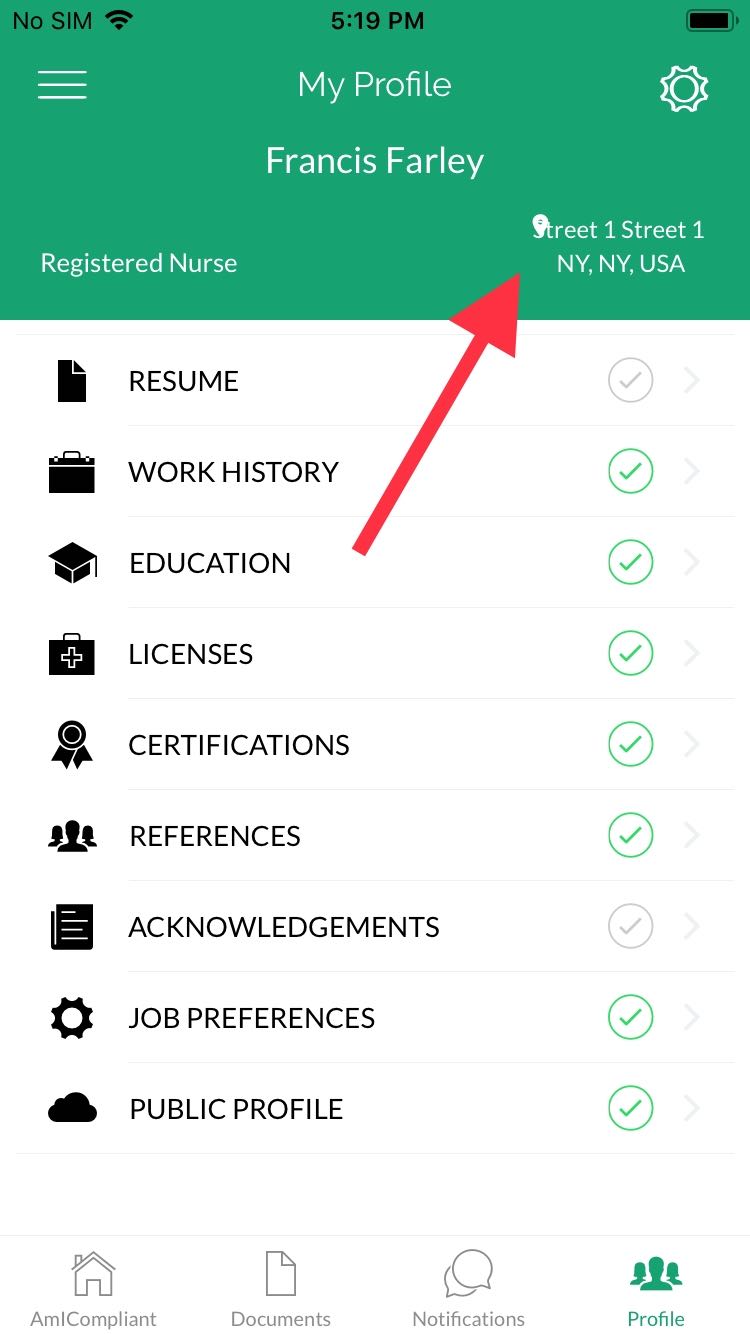 No SIM 5:19 PM
My Profile
Francis Farley
Street 1 Street 1
Registered Nurse
NY, NY, USA
RESUME
WORK HISTORY
EDUCATION
LICENSES
CERTIFICATIONS
REFERENCES
ACKNOWLEDGEMENTS
JOB PREFERENCES
PUBLIC PROFILE
AmICompliant Documents Notifications Profile